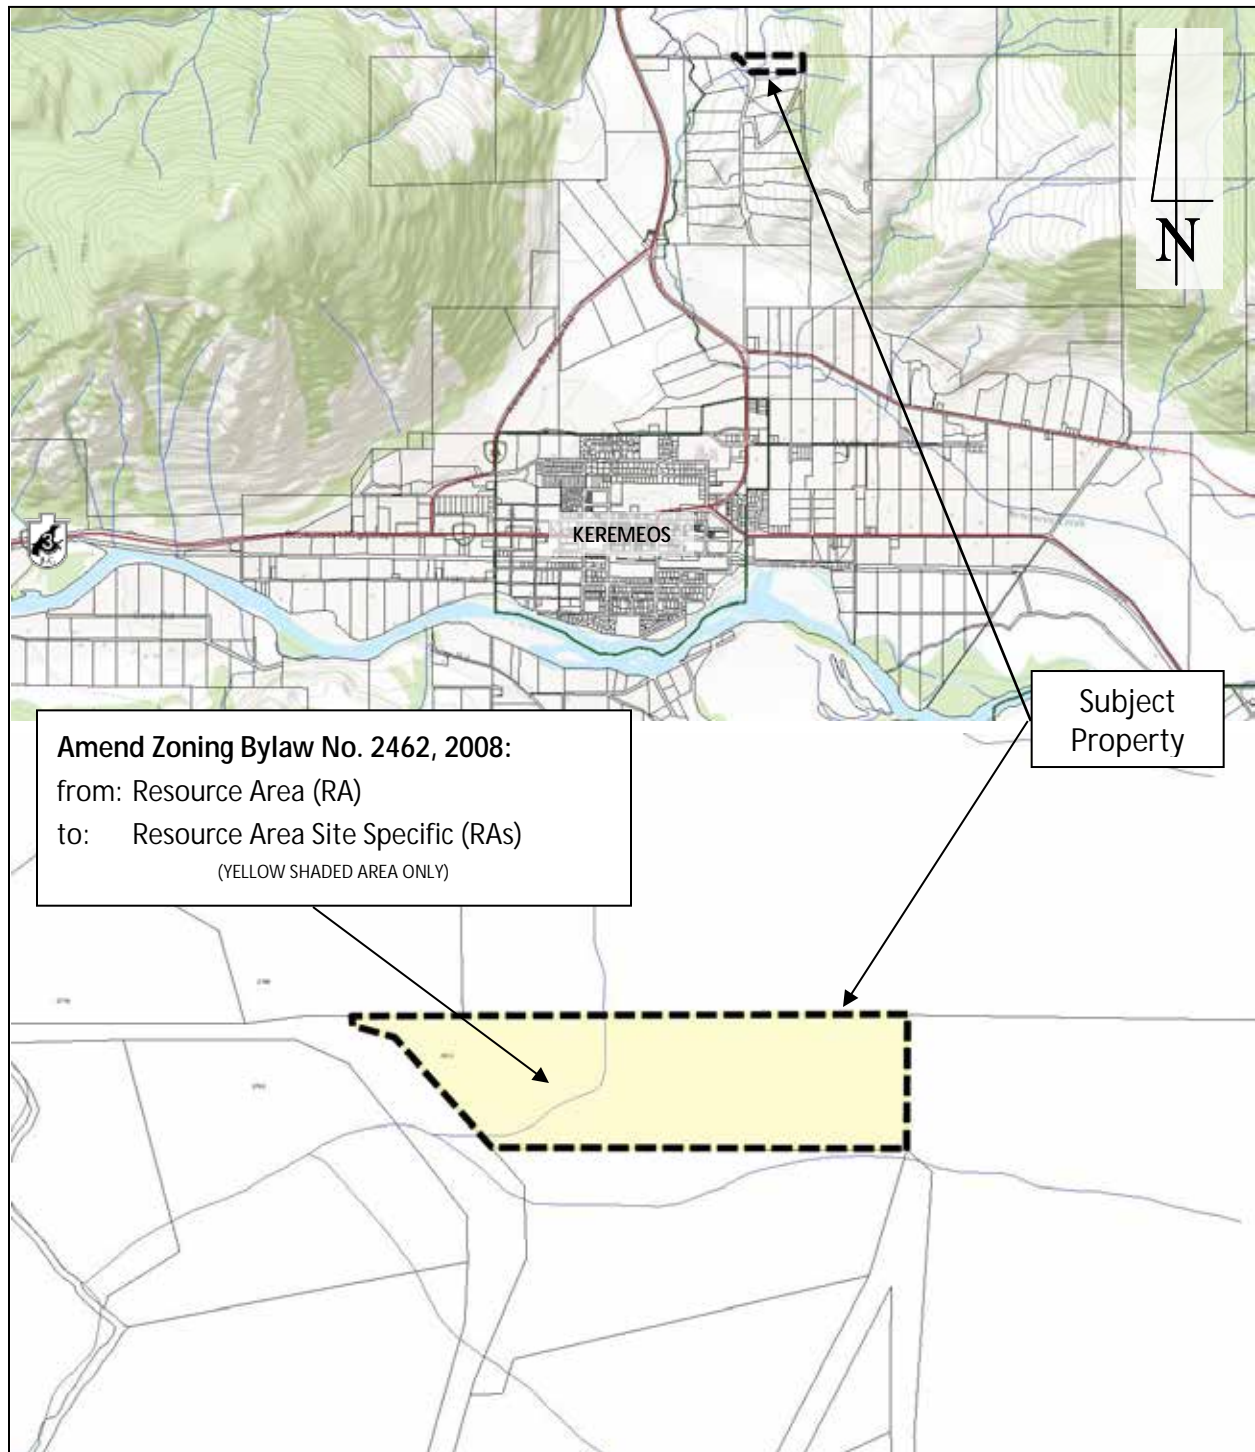 N
3
KEREMEOS
Subject
Property
Amend Zoning Bylaw No. 2462, 2008:
from: Resource Area (RA)
to: Resource Area Site Specific (RAs)
(YELLOW SHADED AREA ONLY)